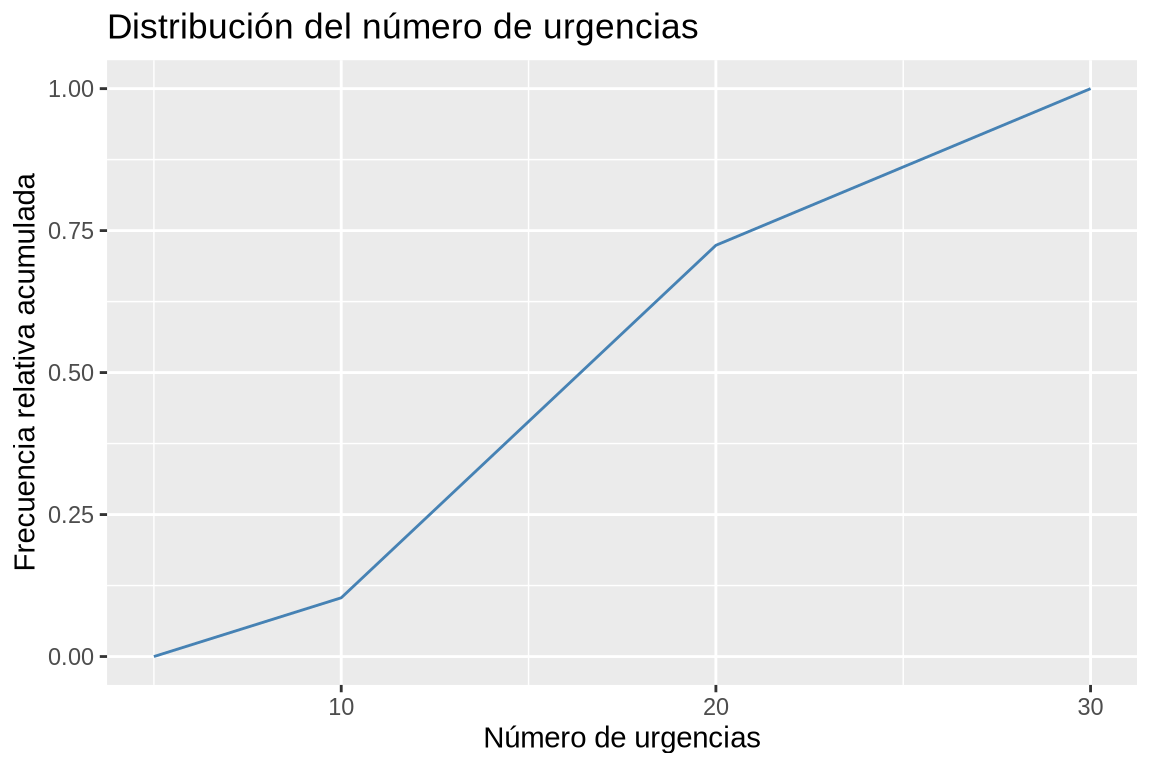 Distribución del número de urgencias
Frecuencia relativa acumulada
1.00
0.75
0.50
0.25
0.00
10 20 30
Número de urgencias